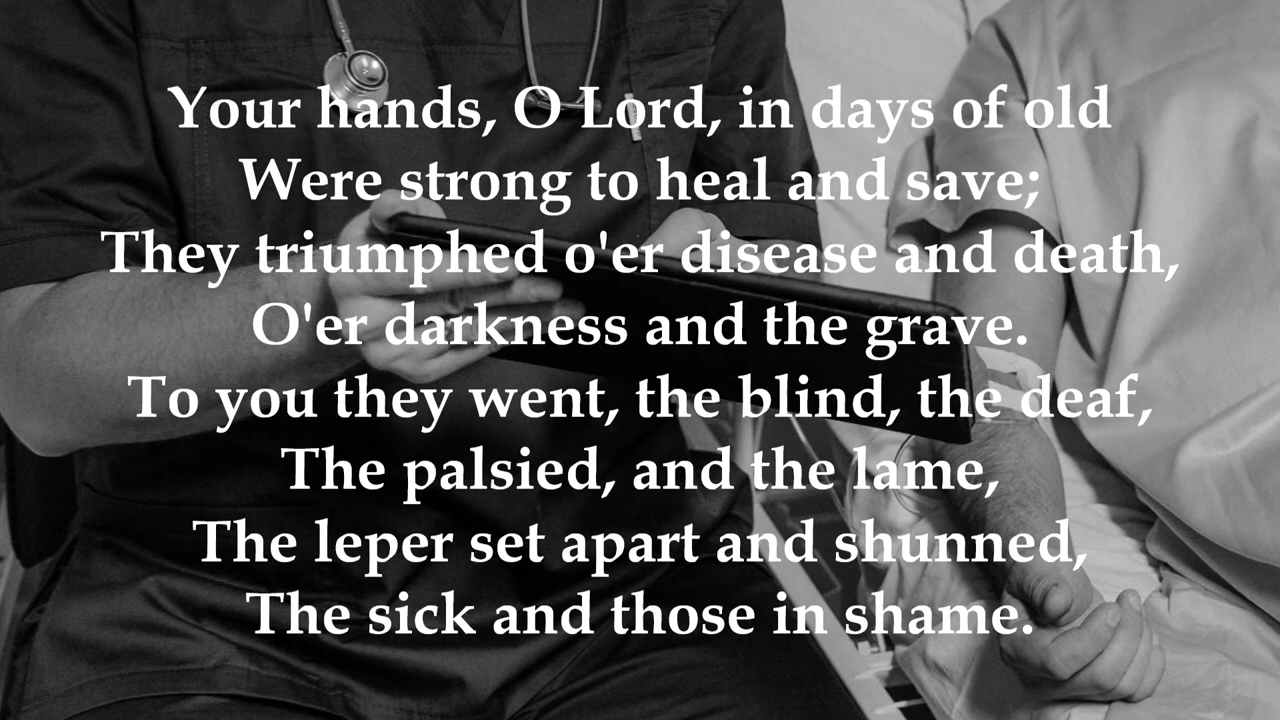 Your hands, O Lord, in days of old
Were strong to heal and save;
They triumphed o'er disease and death,
O'er darkness and the grave.
To you they went, the blind, the deaf,
The palsied, and the lame,
The leper set apart and shunned,
The sick and those in shame.